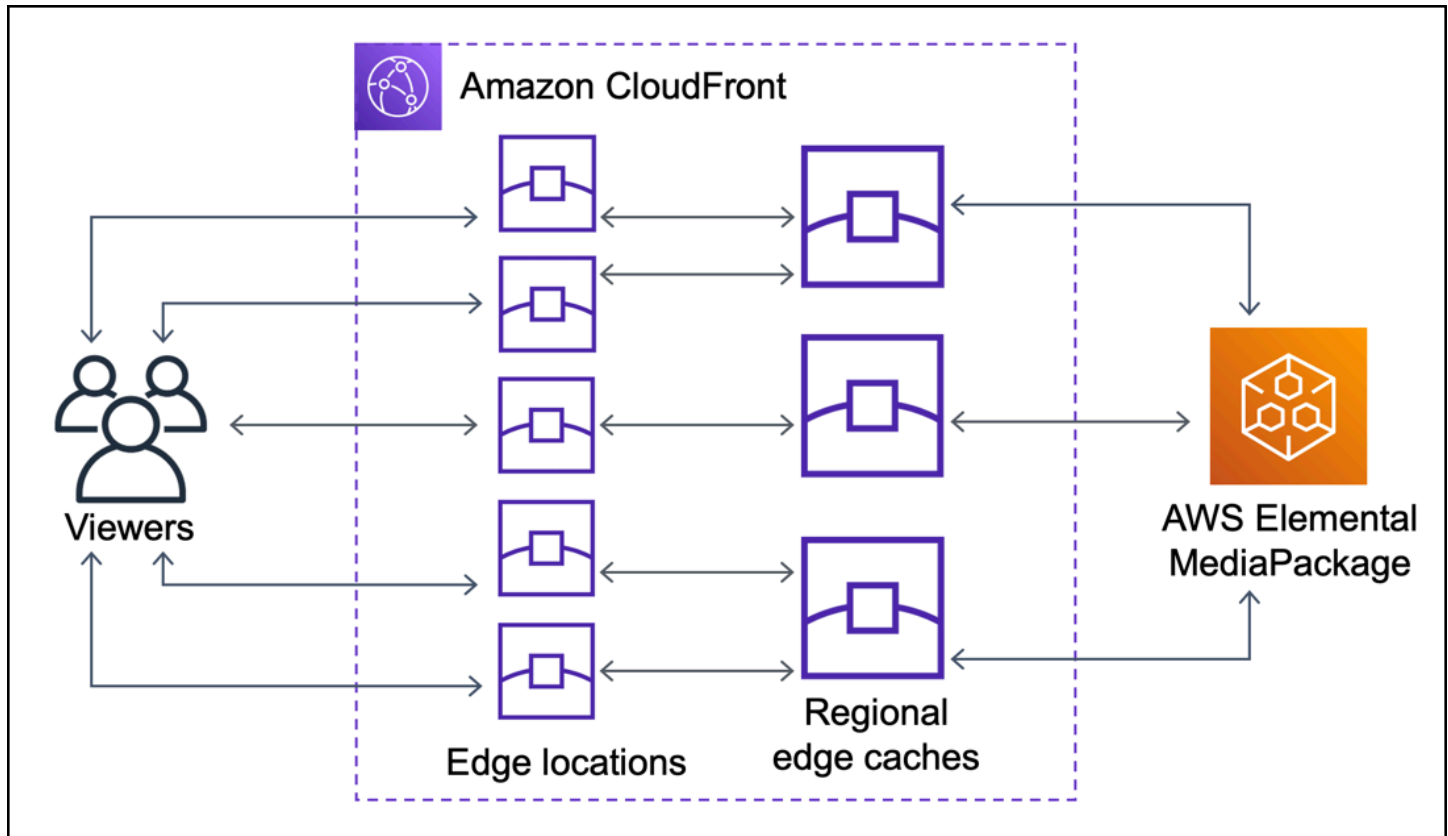 Amazon CloudFront
Viewers
Edge locations
Regional
edge caches
AWS Elemental
MediaPackage